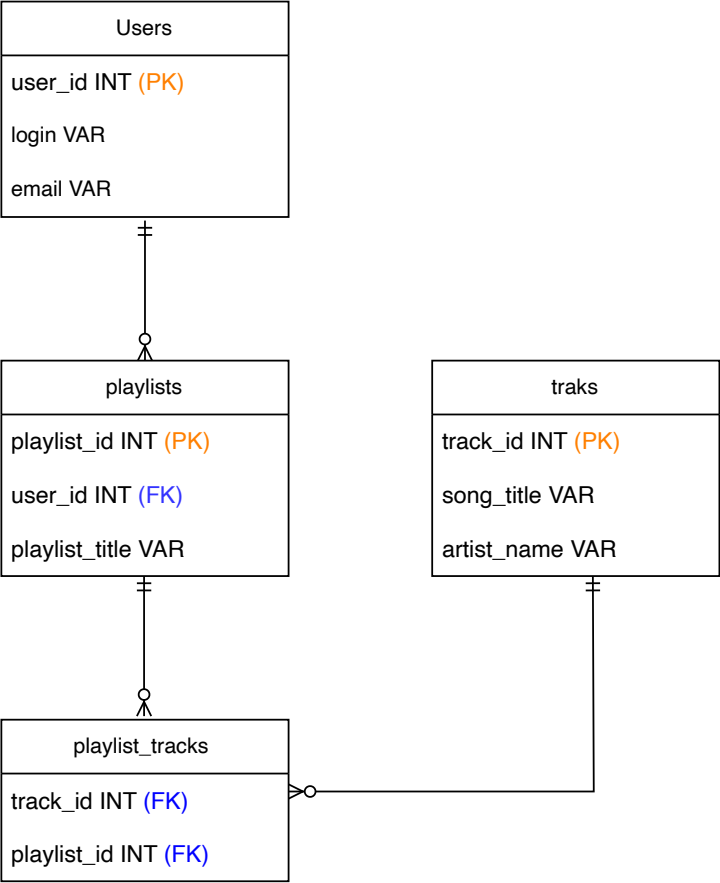 Users
user_id INT (PK)
login VAR
email VAR
playlists
playlist_id INT (PK)
user_id INT (FK)
playlist_title VAR
traks
track_id INT (PK)
song_title VAR
artist_name VAR
playlist_tracks
track_id INT (FK)
playlist_id INT (FK)